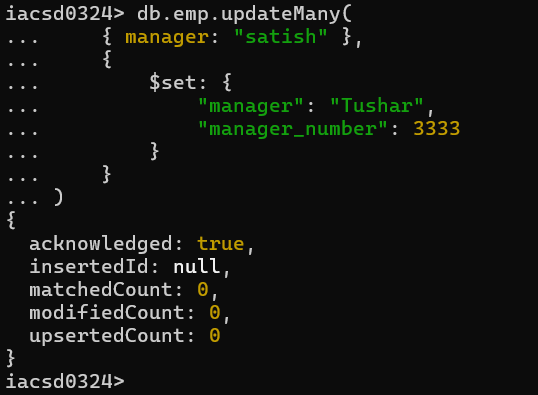 iacsd0324> db.emp.updateMany(
...     { manager: "satish" },
...     {
...         $set: {
...             "manager": "Tushar",
...             "manager_number": 3333
...         }
...     }
... )
{
  acknowledged: true,
  insertedId: null,
  matchedCount: 0,
  modifiedCount: 0,
  upsertedCount: 0
}
iacsd0324>